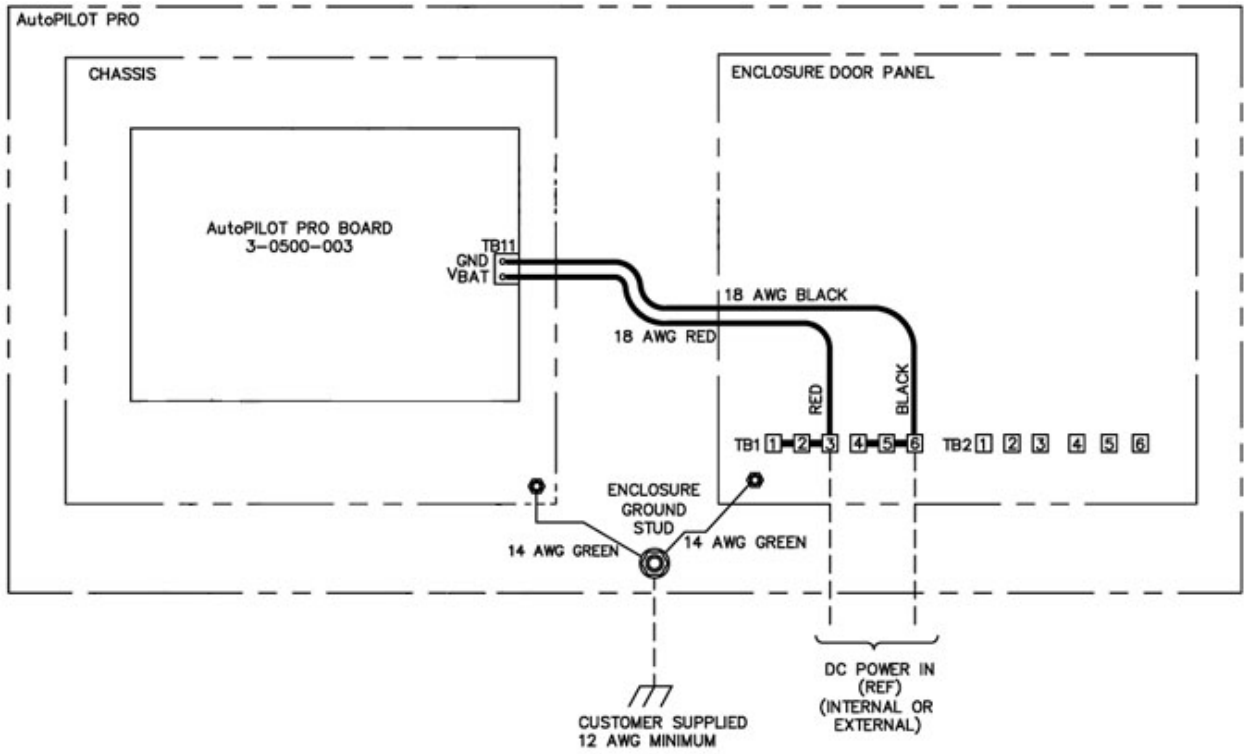 AutoPILOT PRO
CHASSIS
ENCLOSURE DOOR PANEL
AutoPILOT PRO BOARD
3-0500-003
TB11
GND
VBAT
18 AWG BLACK
18 AWG RED
RED
BLACK
TB1 1 2 3 4 5 6 TB2 1 2 3 4 5 6
ENCLOSURE
GROUND
STUD
14 AWG GREEN
14 AWG GREEN
DC POWER IN
(REF)
(INTERNAL OR
EXTERNAL)
CUSTOMER SUPPLIED
12 AWG MINIMUM